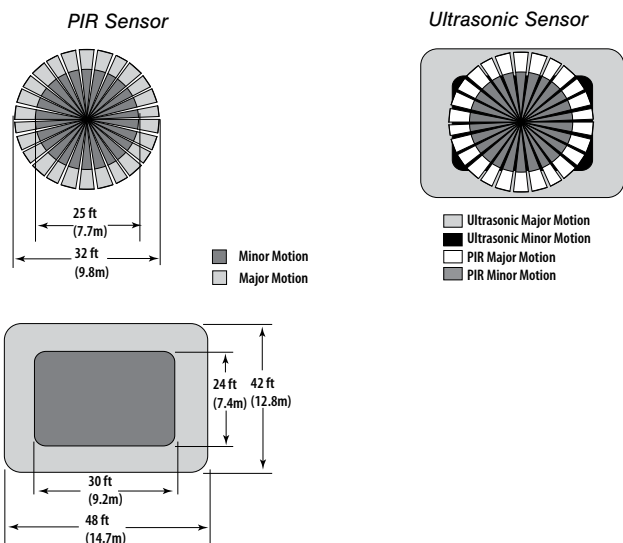 PIR Sensor
25 ft
(7.7m)
32 ft
(9.8m)
Minor Motion
Major Motion
Ultrasonic Sensor
Ultrasonic Major Motion
Ultrasonic Minor Motion
PIR Major Motion
PIR Minor Motion
24 ft
(7.4m)
42 ft
(12.8m)
30 ft
(9.2m)
48 ft
(14.7m)